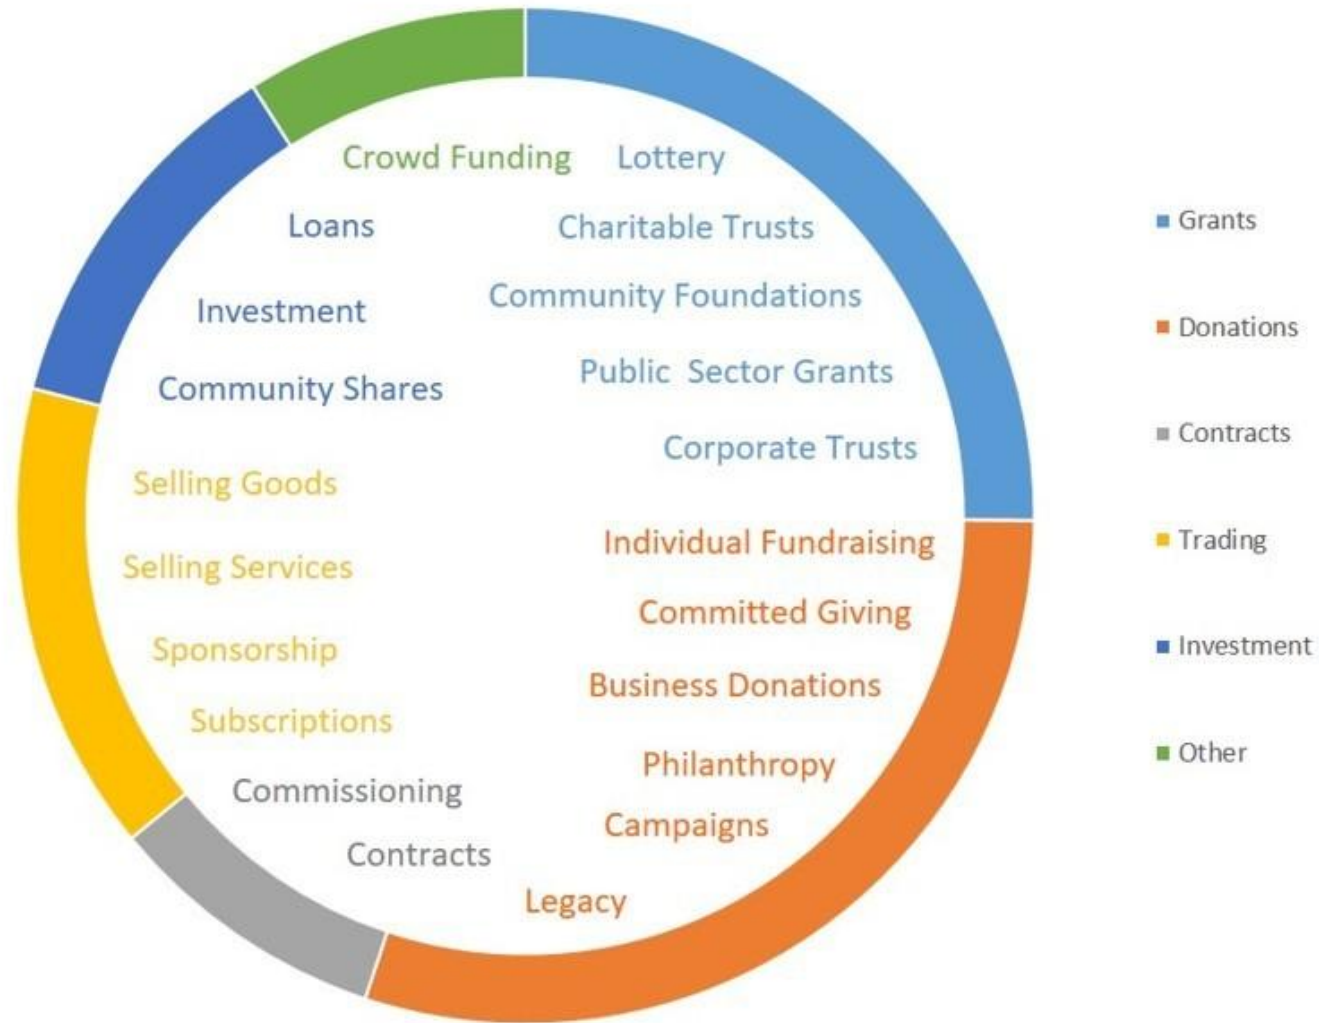 Crowd Funding
Lottery
Loans
Charitable Trusts
Investment
Community Foundations
Community Shares
Public Sector Grants
Selling Goods
Corporate Trusts
Selling Services
Individual Fundraising
Sponsorship
Committed Giving
Subscriptions
Business Donations
Commissioning
Philanthropy
Contracts
Campaigns
Legacy
Grants
Donations
Contracts
Trading
Investment
Other